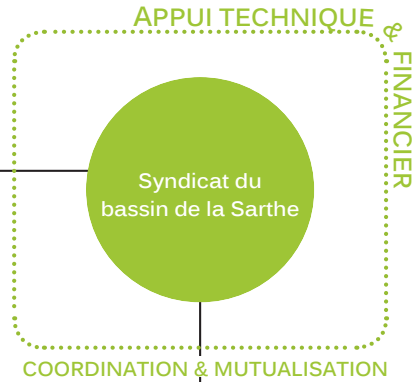 APPUI TECHNIQUE & FINANCIER
Syndicat du
bassin de la Sarthe
COORDINATION & MUTUALISATION